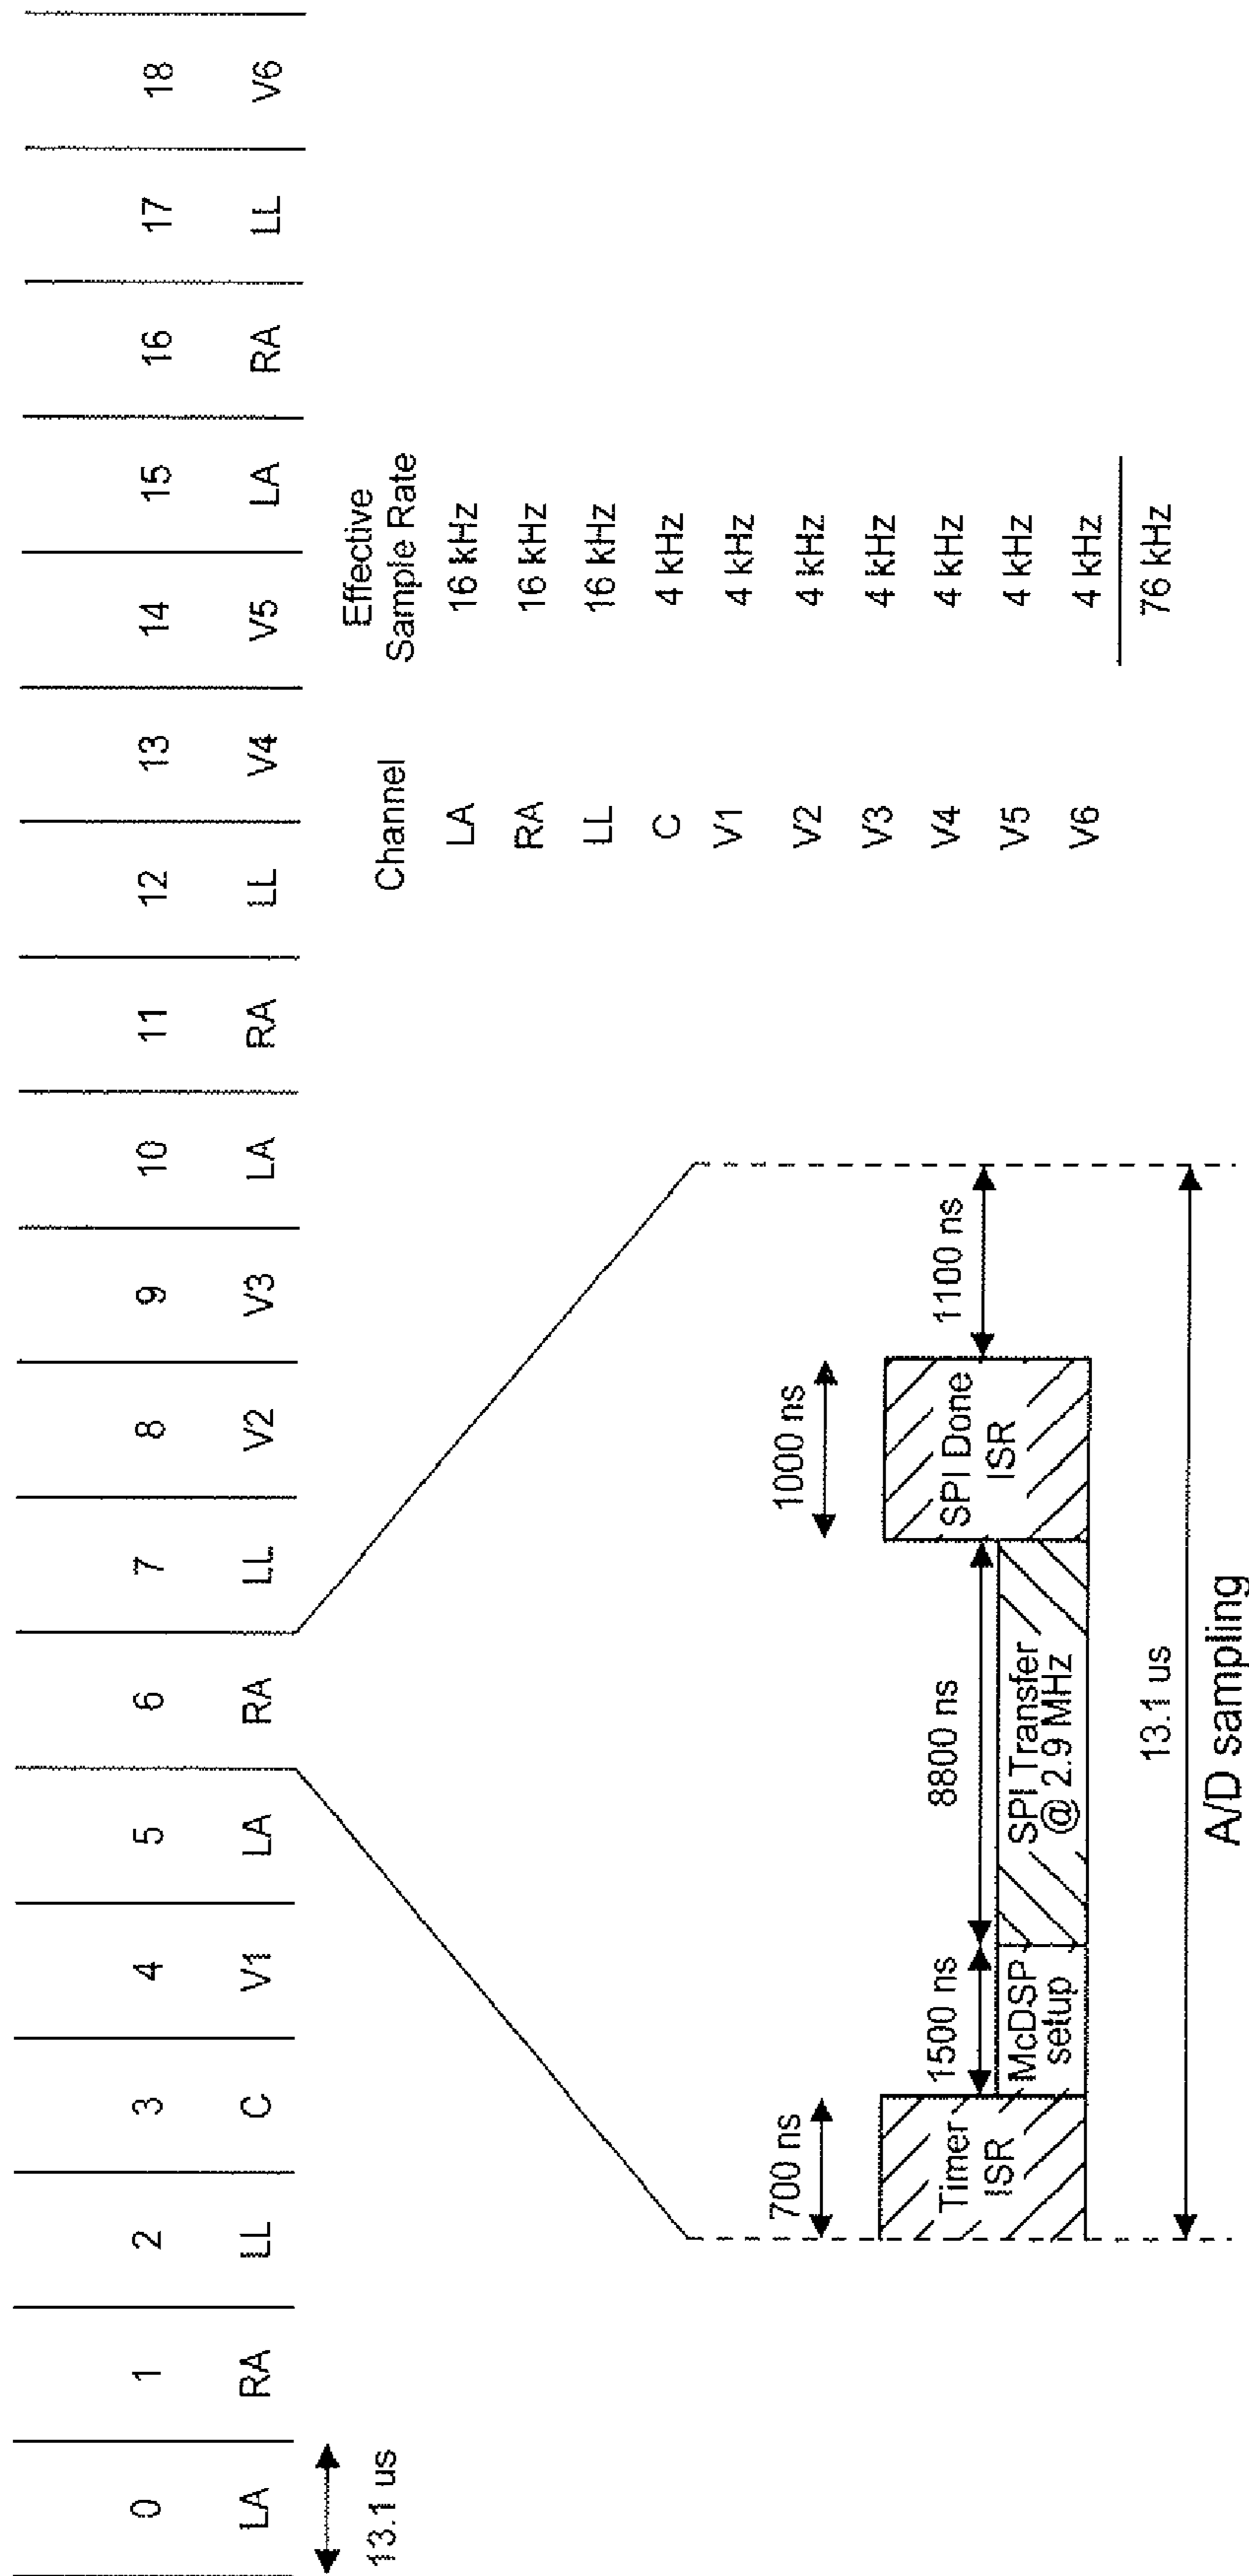 0 1 2 3 4 5 6 7 8 9 10 11 12 13 14 15 16 17 18
LA RA LL C V1 LA RA LL V2 V3 LA RA LL V4 V5 LA RA LL V6
13.1 us
Channel Effective
Sample Rate
LA 16 kHz
RA 16 kHz
LL 16 kHz
C 4 kHz
V1 4 kHz
V2 4 kHz
V3 4 kHz
V4 4 kHz
V5 4 kHz
V6 4 kHz
76 kHz
700 ns
1000 ns
1500 ns
8800 ns
1100 ns
Timer
ISR
McDSP
setup
SPI Transfer
@ 2.9 MHz
SPI Done
ISR
13.1 us
A/D sampling